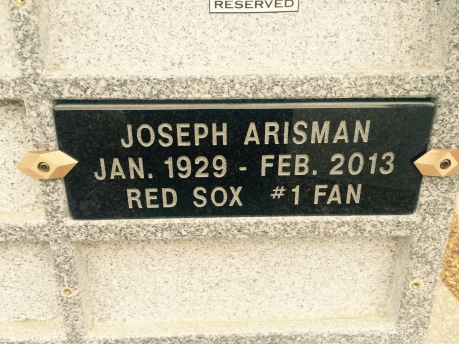 RESERVED
JOSEPH ARISMAN
JAN. 1929 - FEB. 2013
RED SOX #1 FAN